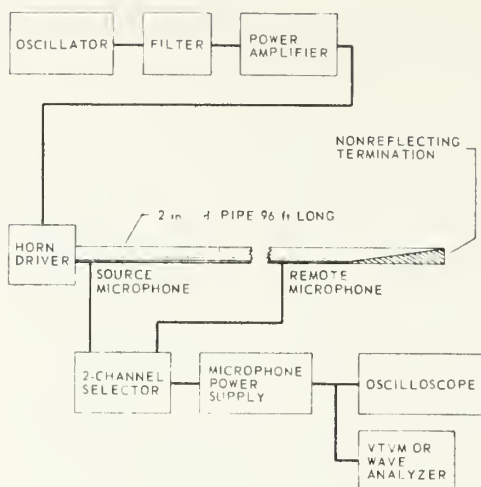 OSCILLATOR
FILTER
POWER
AMPLIFIER
NONREFLECTING
TERMINATION
2 in d PIPE 96 ft LONG
HORN
DRIVER
SOURCE
MICROPHONE
REMOTE
MICROPHONE
2-CHANNEL
SELECTOR
MICROPHONE
POWER
SUPPLY
OSCILLOSCOPE
VTVM OR
WAVE
ANALYZER